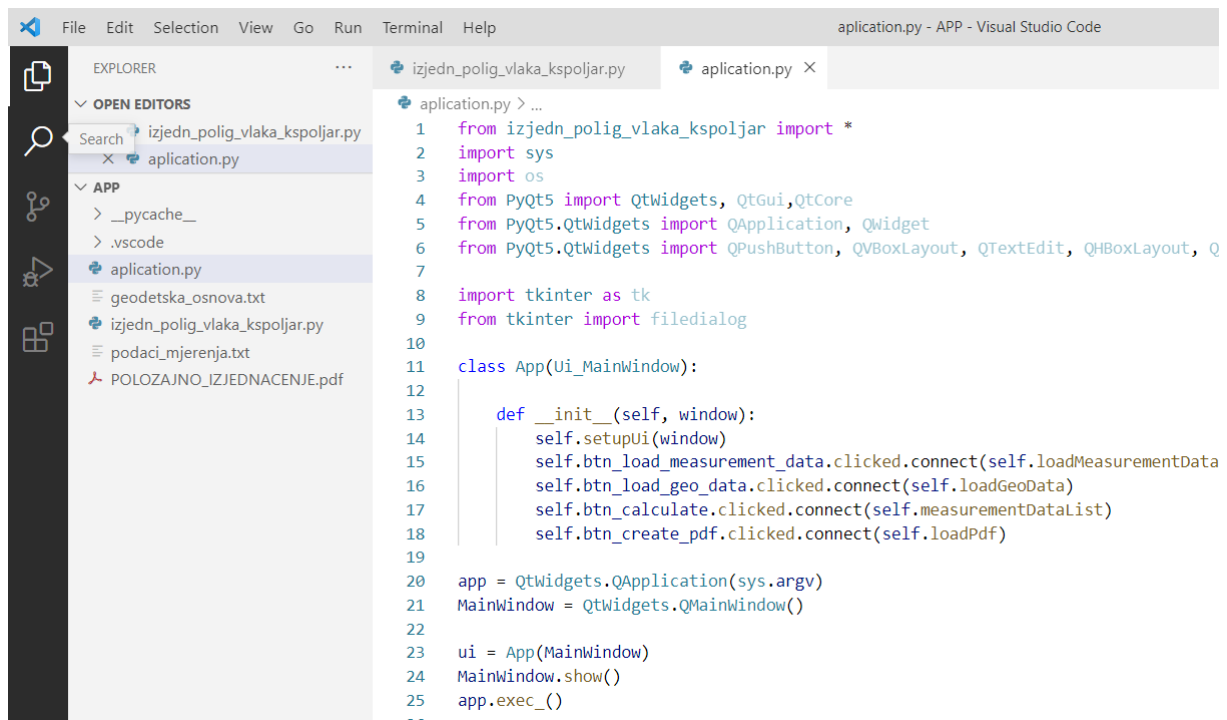 File Edit Selection View Go Run Terminal Help aplication.py - APP - Visual Studio Code
EXPLORER ...
OPEN EDITORS
izjedn_polig_vlaka_kspoljar.py
Search
aplication.py
APP
__pycache__
.vscode
aplication.py
geodetska_osnova.txt
izjedn_polig_vlaka_kspoljar.py
podaci_mjerenja.txt
POLOZAJNO_IZJEDNACENJE.pdf
izjedn_polig_vlaka_kspoljar.py aplication.py
aplication.py > ...
1 from izjedn_polig_vlaka_kspoljar import *
2 import sys
3 import os
4 from PyQt5 import QtWidgets, QtGui,QtCore
5 from PyQt5.QtWidgets import QApplication, QWidget
6 from PyQt5.QtWidgets import QPushButton, QVBoxLayout, QTextEdit, QHBoxLayout, Q
7
8 import tkinter as tk
9 from tkinter import filedialog
10
11 class App(Ui_MainWindow):
12
13 def __init__(self, window):
14 self.setupUi(window)
15 self.btn_load_measurement_data.clicked.connect(self.loadMeasurementData
16 self.btn_load_geo_data.clicked.connect(self.loadGeoData)
17 self.btn_calculate.clicked.connect(self.measurementDataList)
18 self.btn_create_pdf.clicked.connect(self.loadPdf)
19
20 app = QtWidgets.QApplication(sys.argv)
21 MainWindow = QtWidgets.QMainWindow()
22
23 ui = App(MainWindow)
24 MainWindow.show()
25 app.exec_()